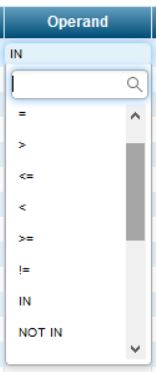 Operand
IN
=
>
<=
<
>=
!=
IN
NOT IN